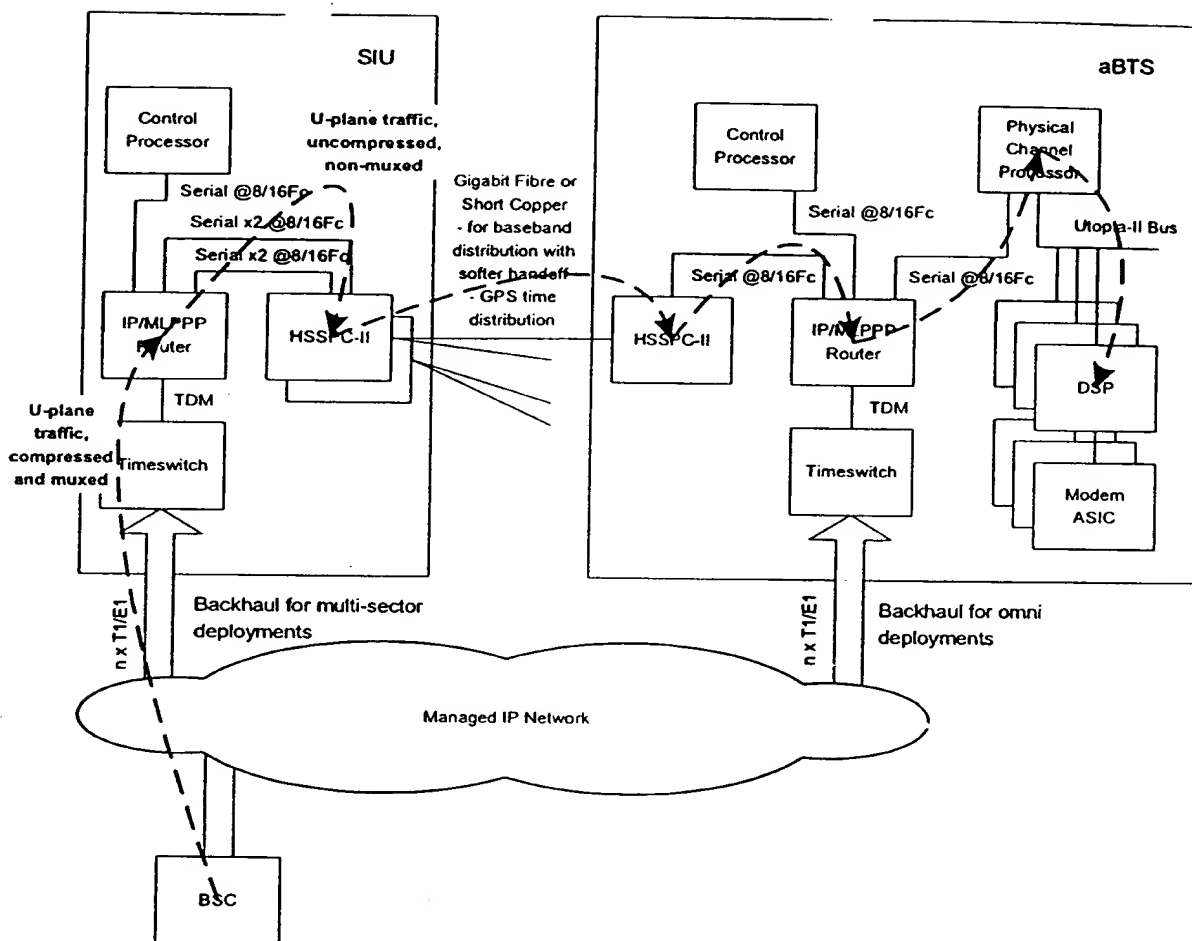 SIU
Control
Processor
U-plane traffic,
uncompressed,
non-muxed
Serial @8/16Fc
Serial x2 @8/16Fc
Serial x2 @8/16Fc
IP/MLPPP
Router
HSSPC-II
TDM
U-plane
traffic,
compressed
and muxed
Timeswitch
Gigabit Fibre or
Short Copper
- for baseband
distribution with
softer handeff
- GPS time
distribution
aBTS
Control
Processor
Physical
Channel
Processor
Serial @8/16Fc
Utopia-II Bus
Serial @8/16Fc
Serial @8/16Fc
HSSPC-II
IP/MLPPP
Router
DSP
TDM
Timeswitch
Modem
ASIC
n x T1/E1
Backhaul for multi-sector
deployments
n x T1/E1
Backhaul for omni
deployments
Managed IP Network
BSC